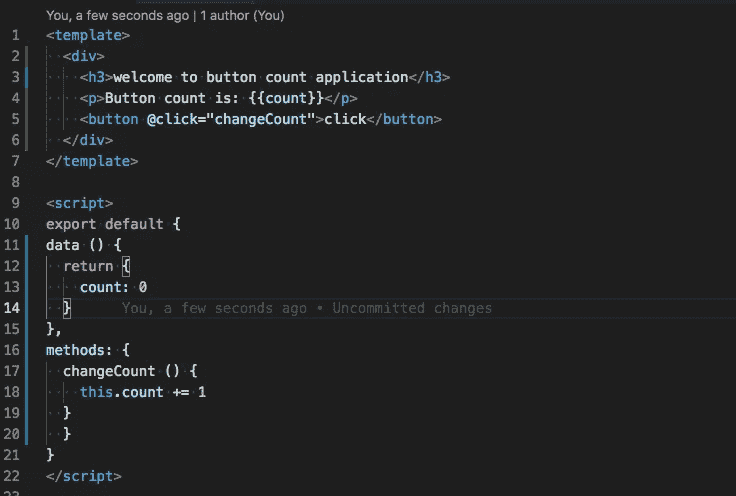 You, a few seconds ago | 1 author (You)
1 <template>
2   <div>
3     <h3>welcome to button count application</h3>
4     <p>Button count is: {{count}}</p>
5     <button @click="changeCount">click</button>
6   </div>
7 </template>
8
9 <script>
10 export default {
11 data () {
12   return {
13     count: 0
14   }      You, a few seconds ago • Uncommitted changes
15 },
16 methods: {
17   changeCount () {
18     this.count += 1
19   }
20   }
21 }
22 </script>
23